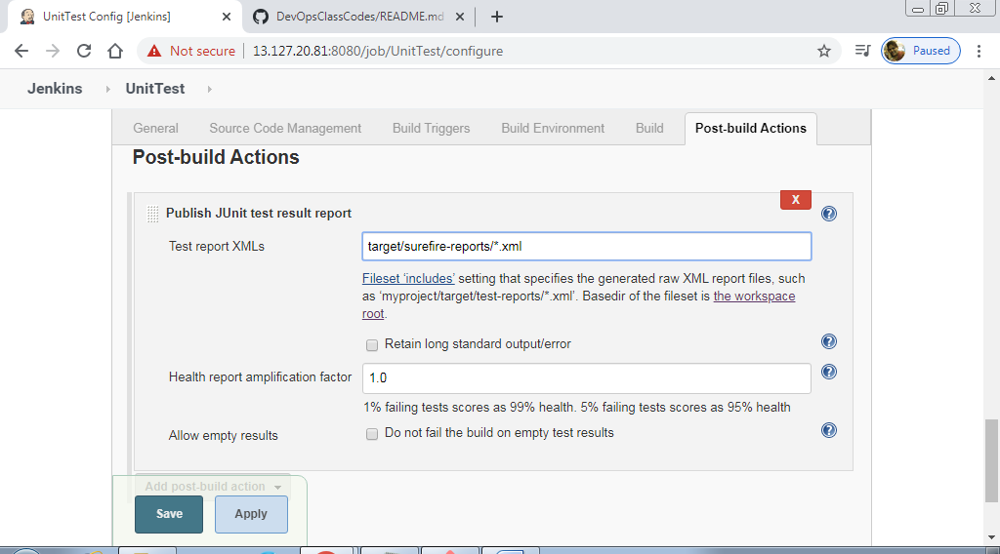 UnitTest Config [Jenkins]
DevOpsClassCodes/README.md
Not secure
13.127.20.81:8080/job/UnitTest/configure
Paused
Jenkins
UnitTest
General
Source Code Management
Build Triggers
Build Environment
Build
Post-build Actions
Post-build Actions
Publish JUnit test result report
X
Test report XMLs
target/surefire-reports/*.xml
Fileset ‘includes’ setting that specifies the generated raw XML report files, such
as ‘myproject/target/test-reports/*.xml’. Basedir of the fileset is the workspace
root.
Retain long standard output/error
Health report amplification factor
1.0
1% failing tests scores as 99% health. 5% failing tests scores as 95% health
Allow empty results
Do not fail the build on empty test results
Add post-build action
Save
Apply